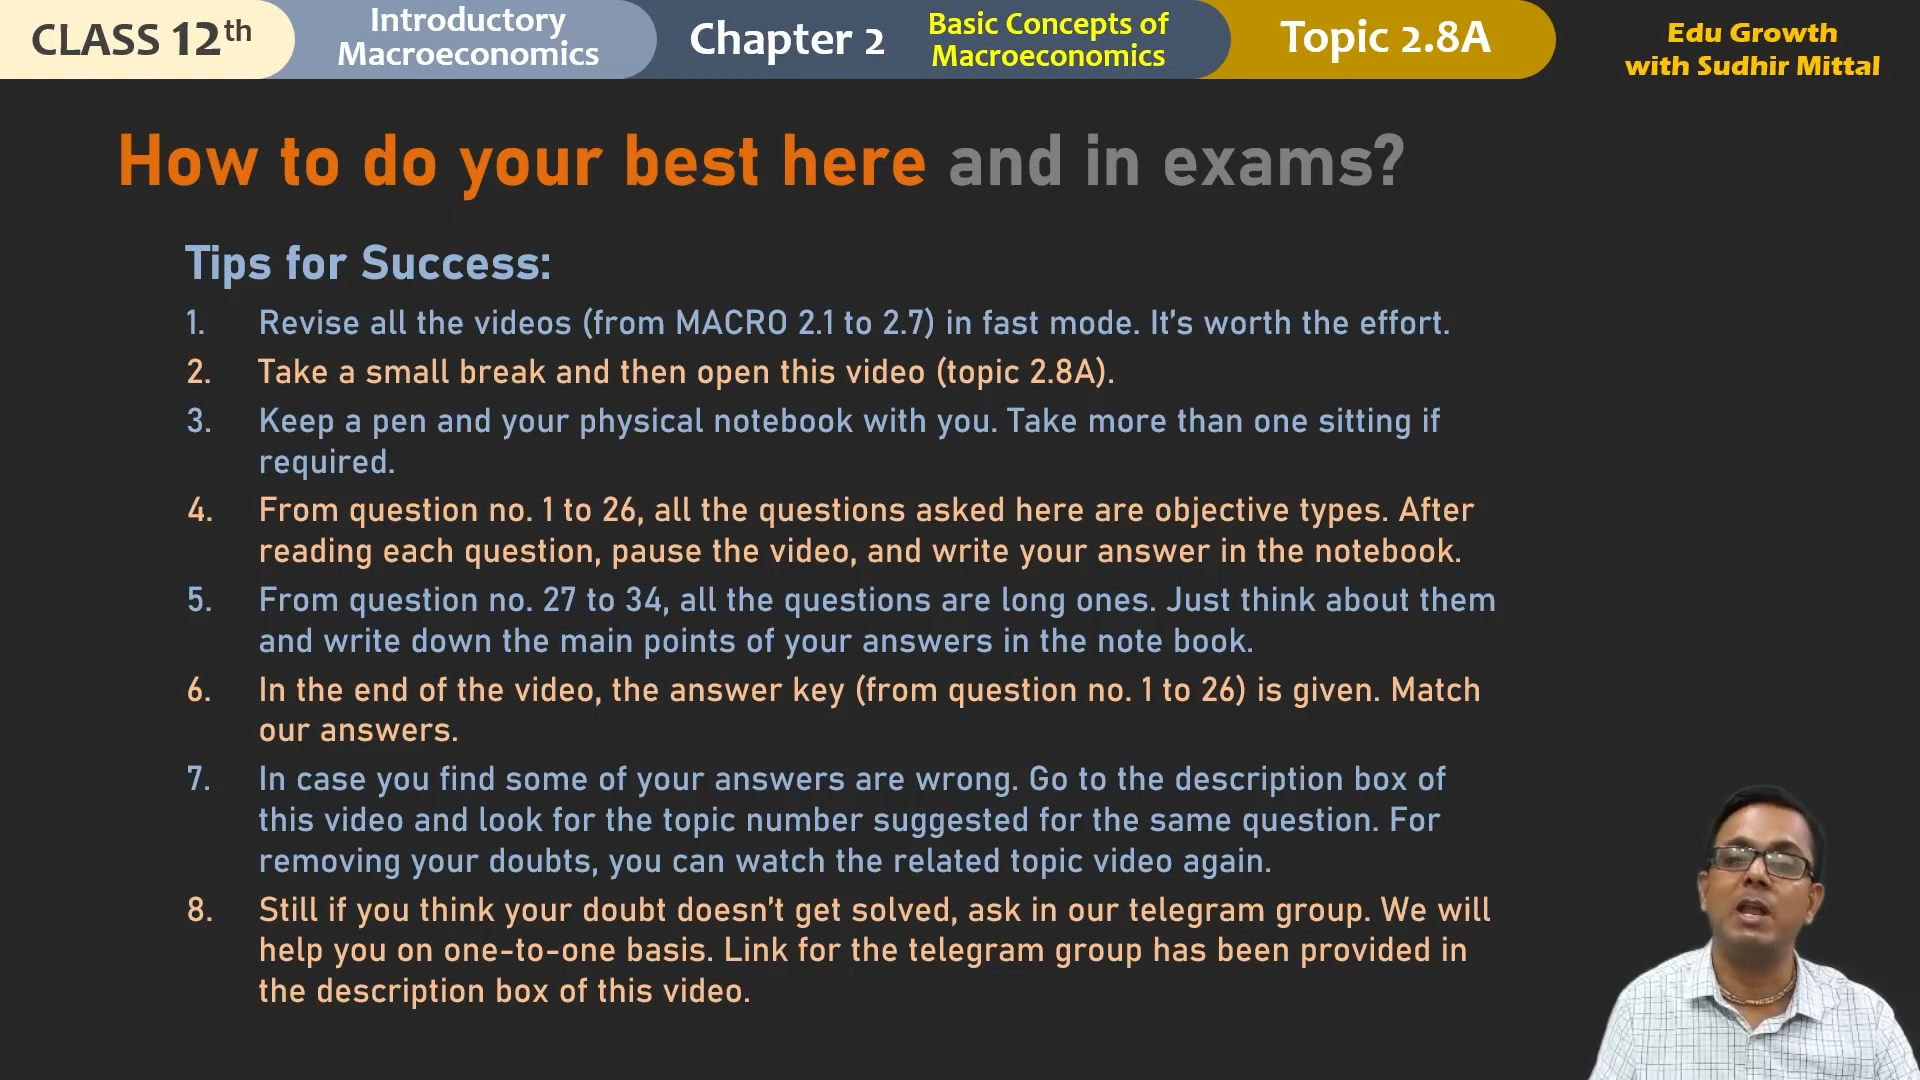 CLASS 12th
Introductory
Macroeconomics
Chapter 2
Basic Concepts of
Macroeconomics
Topic 2.8A
Edu Growth
with Sudhir Mittal
How to do your best here and in exams?
Tips for Success:
1. Revise all the videos (from MACRO 2.1 to 2.7) in fast mode. It's worth the effort.
2. Take a small break and then open this video (topic 2.8A).
3. Keep a pen and your physical notebook with you. Take more than one sitting if
required.
4. From question no. 1 to 26, all the questions asked here are objective types. After
reading each question, pause the video, and write your answer in the notebook.
5. From question no. 27 to 34, all the questions are long ones. Just think about them
and write down the main points of your answers in the note book.
6. In the end of the video, the answer key (from question no. 1 to 26) is given. Match
our answers.
7. In case you find some of your answers are wrong. Go to the description box of
this video and look for the topic number suggested for the same question. For
removing your doubts, you can watch the related topic video again.
8. Still if you think your doubt doesn't get solved, ask in our telegram group. We will
help you on one-to-one basis. Link for the telegram group has been provided in
the description box of this video.